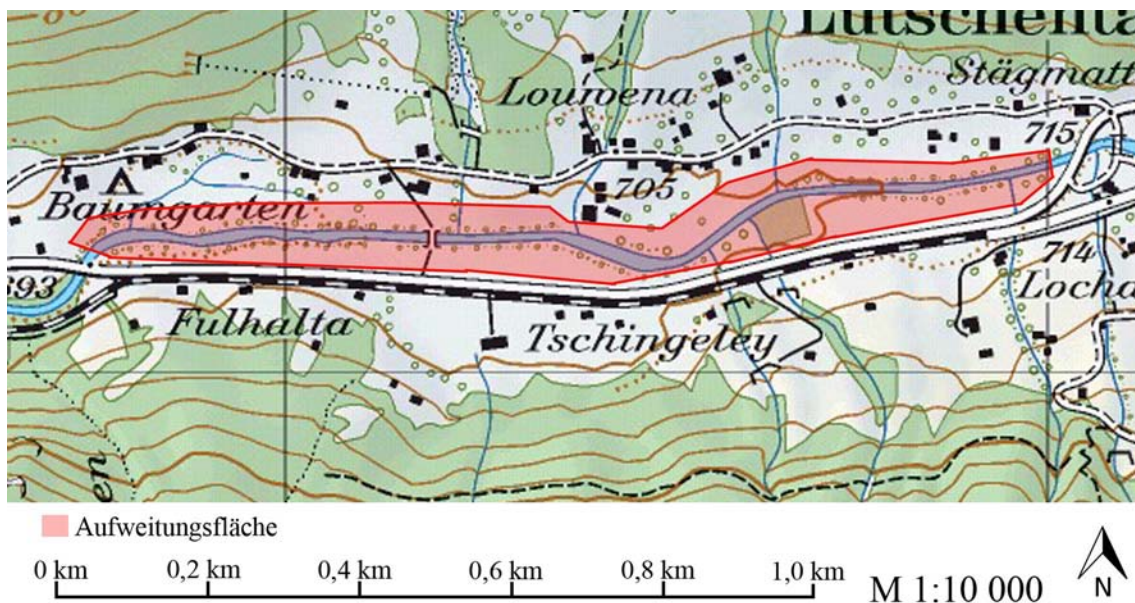 Lütschenta
Stägmatt
Louwena
715
705
Baumgarten
714
693
Locha
Fulhalta
Tschingeley
en
Aufweitungsfläche
0 km 0,2 km 0,4 km 0,6 km 0,8 km 1,0 km
M 1:10 000
N